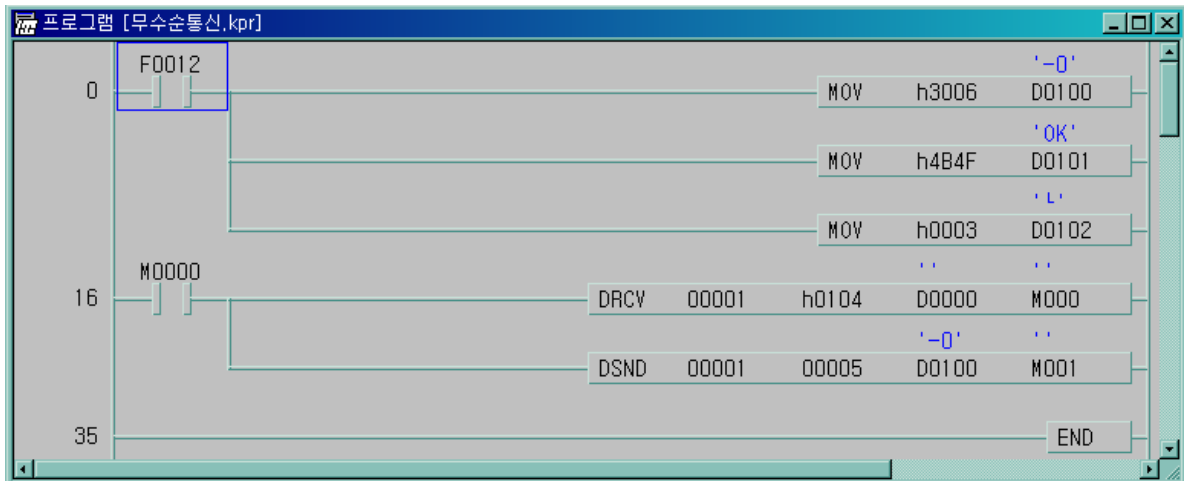 프로그램 [무수순통신.kpr]
F0012
'-0'
0 MOV h3006 D0100
'OK'
MOV h4B4F D0101
'L'
MOV h0003 D0102
M0000
' ' ' '
16 DRCV 00001 h0104 D0000 M000
'-0' ' '
DSND 00001 00005 D0100 M001
35 END